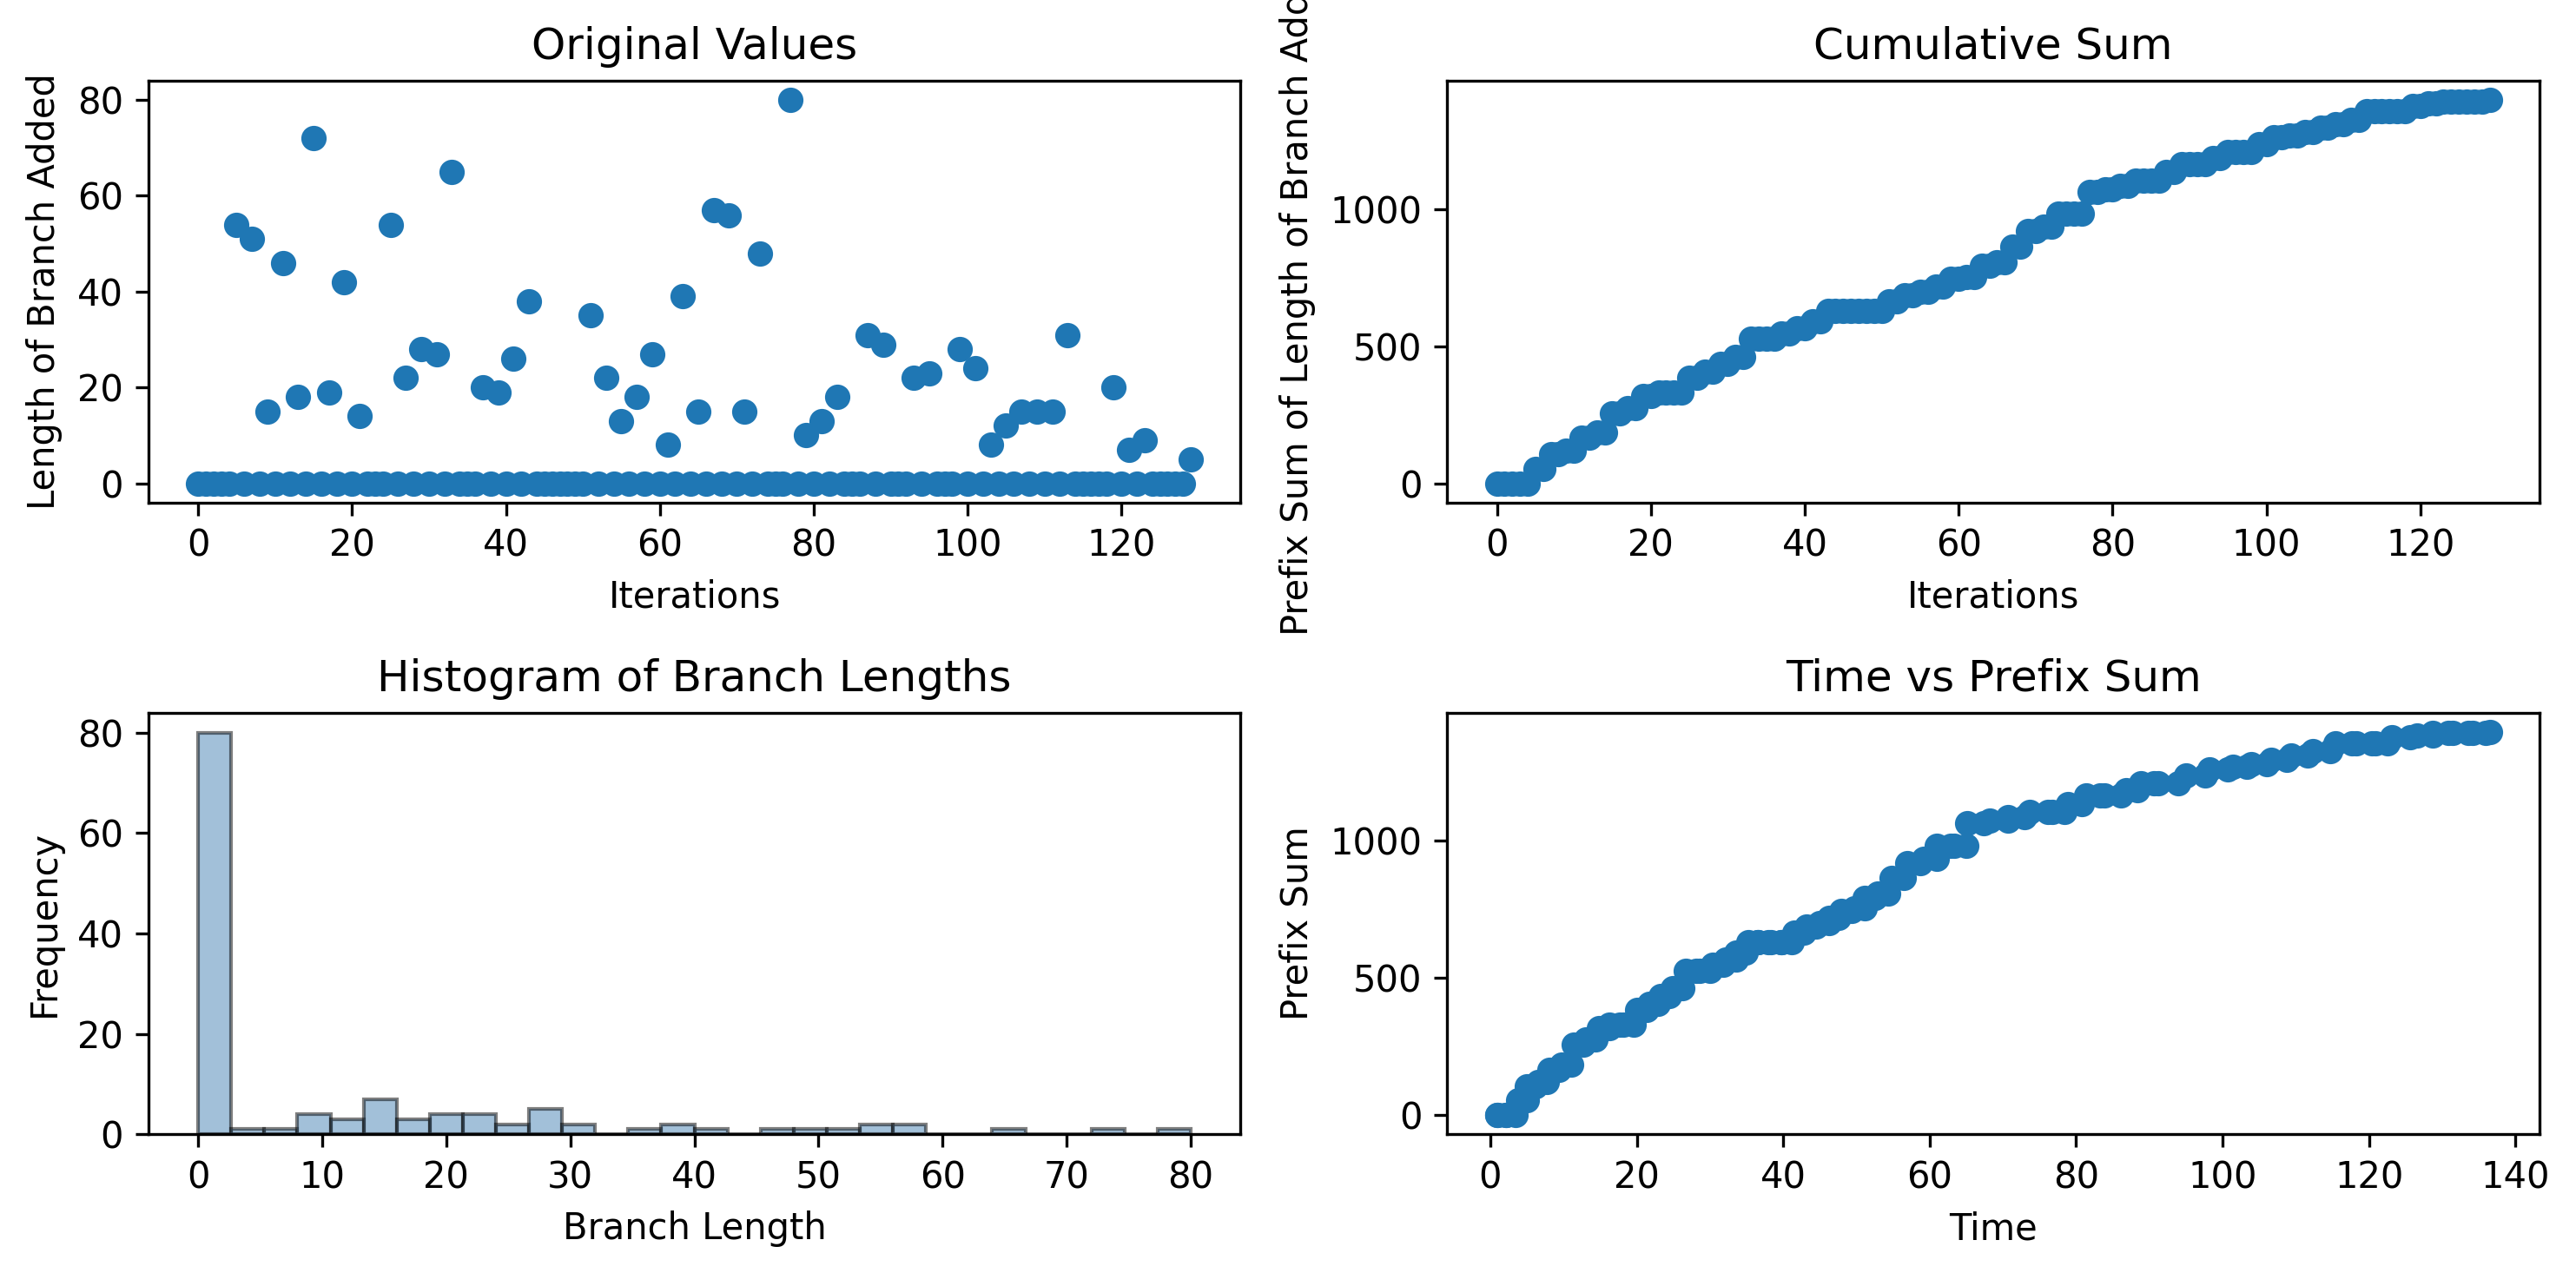 Original Values
Length of Branch Added
80
60
40
20
0
0 20 40 60 80 100 120
Iterations
Cumulative Sum
Prefix Sum of Length of Branch
1000
500
0
0 20 40 60 80 100 120
Iterations
Histogram of Branch Lengths
Frequency
80
60
40
20
0
0 10 20 30 40 50 60 70 80
Branch Length
Time vs Prefix Sum
Prefix Sum
1000
500
0
0 20 40 60 80 100 120 140
Time